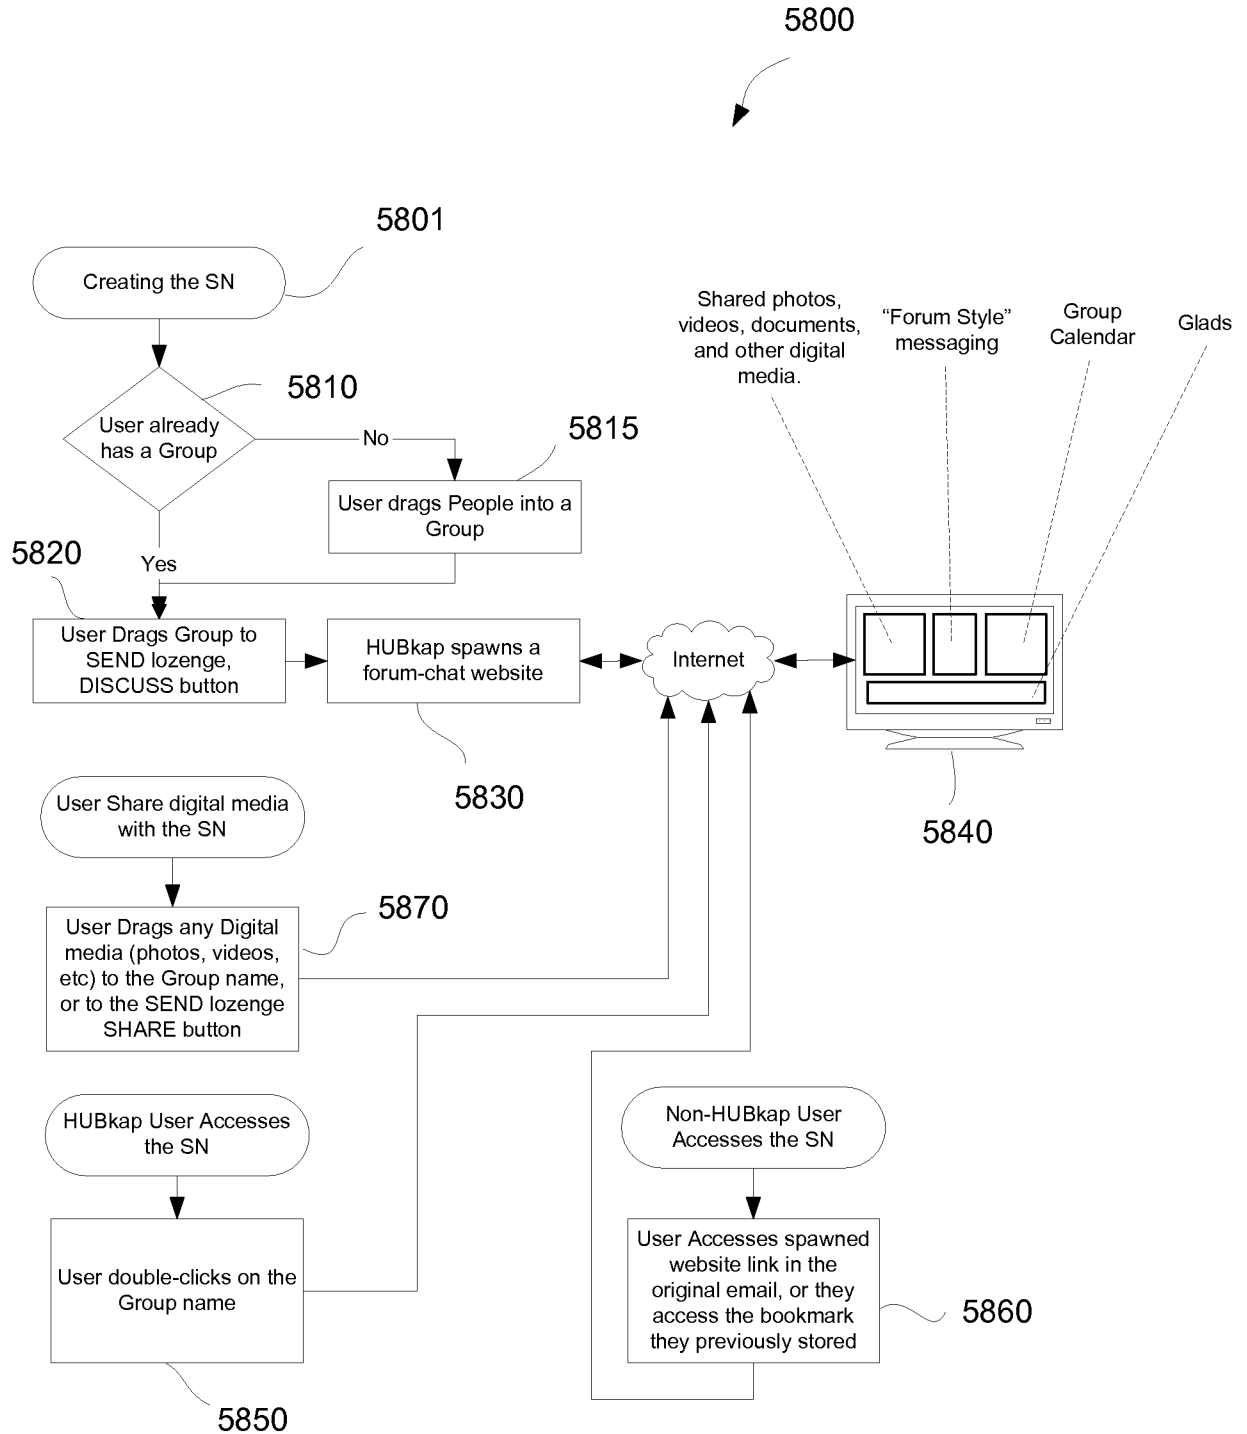 5800
5801
Creating the SN
Shared photos,
videos, documents,
and other digital
media.
“Forum Style”
messaging
Group
Calendar
Glads
5810
User already
has a Group
No
5815
User drags People into a
Group
Yes
5820
User Drags Group to
SEND lozenge,
DISCUSS button
HUBkap spawns a
forum-chat website
Internet
5830
5840
User Share digital media
with the SN
5870
User Drags any Digital
media (photos, videos,
etc) to the Group name,
or to the SEND lozenge
SHARE button
HUBkap User Accesses
the SN
User double-clicks on the
Group name
5850
Non-HUBkap User
Accesses the SN
User Accesses spawned
website link in the
original email, or they
access the bookmark
they previously stored
5860